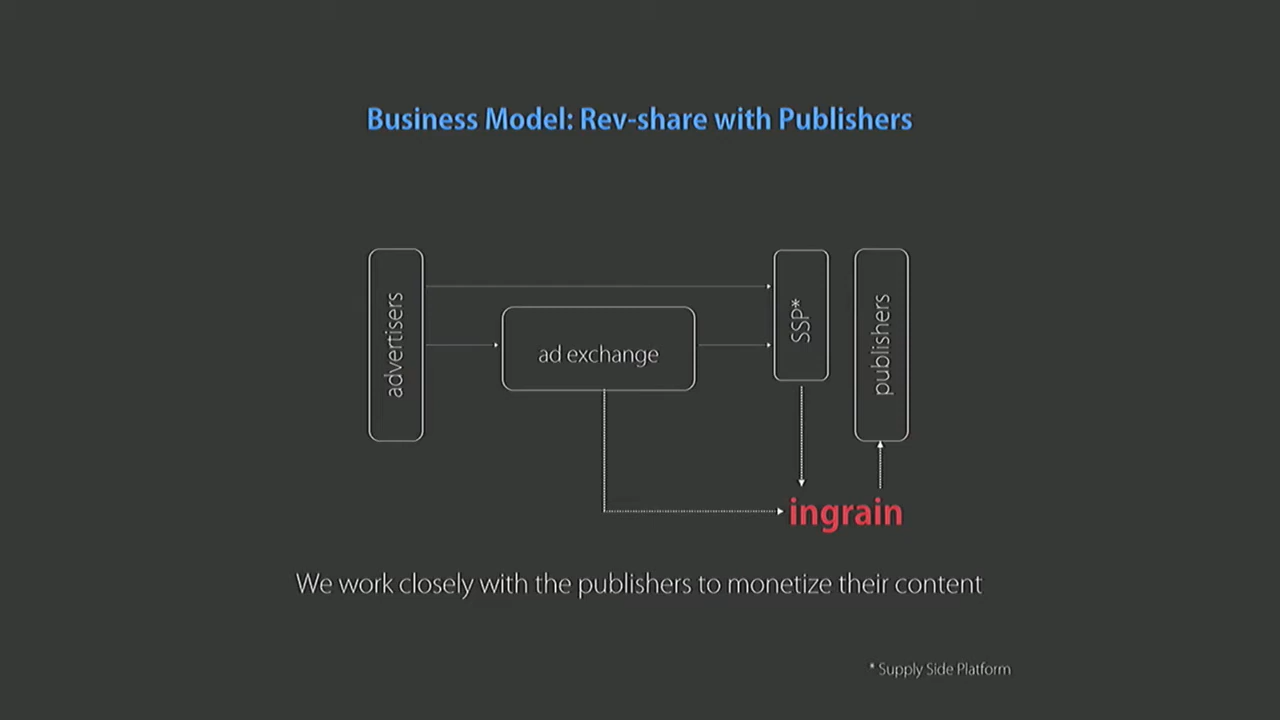 Business Model: Rev-share with Publishers
advertisers
ad exchange
SSP*
publishers
ingrain
We work closely with the publishers to monetize their content
* Supply Side Platform